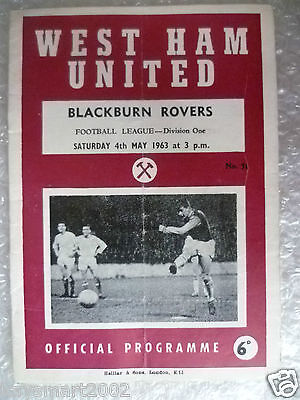 WEST HAM
UNITED
BLACKBURN ROVERS
FOOTBALL LEAGUE—Division One
SATURDAY 4th MAY 1963 at 3 p.m.
No. 51
OFFICIAL PROGRAMME
6D
Helliar & Sons, London, E13